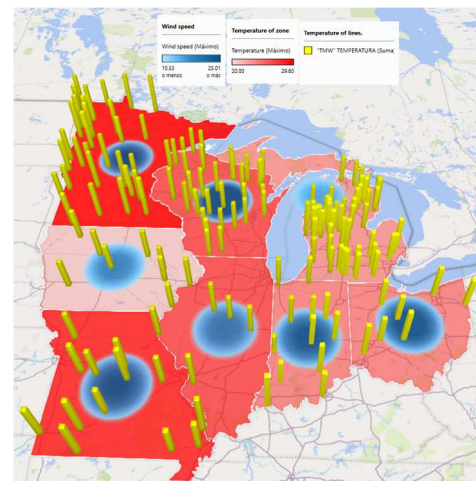 Wind speed
Wind speed (Máximo)
10.53 25.01
o menos o más
Temperature of zone
Temperature (Máximo)
20.00 29.60
Temperature of lines.
"TMW" TEMPERATURA (Suma)